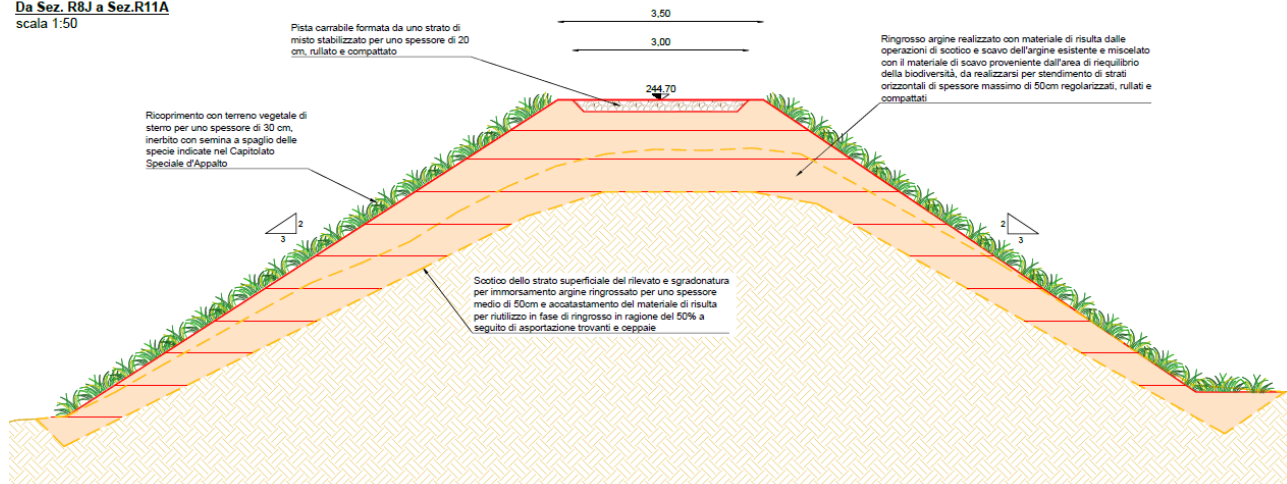 Da Sez. R8J a Sez.R11A
scala 1:50
Pista carrabile formata da uno strato di
misto stabilizzato per uno spessore di 20
cm, rullato e compattato
3,50
3,00
244.70
Ringrosso argine realizzato con materiale di risulta dalle
operazioni di scotico e scavo dell'argine esistente e miscelato
con il materiale di scavo proveniente dall'area di riequilibrio
della biodiversità, da realizzarsi per stendimento di strati
orizzontali di spessore massimo di 50cm regolarizzati, rullati e
compattati
Ricoprimento con terreno vegetale di
sterro per uno spessore di 30 cm,
inerbito con semina a spaglio delle
specie indicate nel Capitolato
Speciale d'Appalto
2
3
2
3
Scotico dello strato superficiale del rilevato e sgradonatura
per immorsamento argine ringrossato per uno spessore
medio di 50cm e accatastamento del materiale di risulta
per riutilizzo in fase di ringrosso in ragione del 50% a
seguito di asportazione trovanti e ceppaie